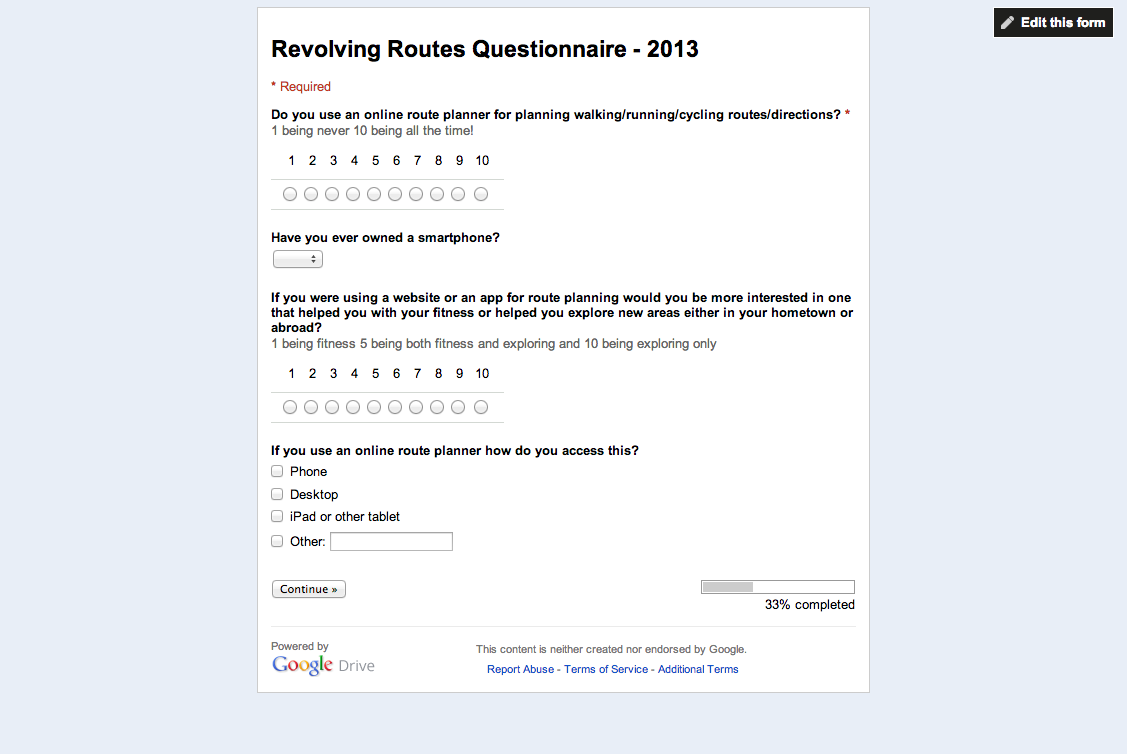 Edit this form
Revolving Routes Questionnaire - 2013
* Required
Do you use an online route planner for planning walking/running/cycling routes/directions? *
1 being never 10 being all the time!
1 2 3 4 5 6 7 8 9 10
Have you ever owned a smartphone?
If you were using a website or an app for route planning would you be more interested in one
that helped you with your fitness or helped you explore new areas either in your hometown or
abroad?
1 being fitness 5 being both fitness and exploring and 10 being exploring only
1 2 3 4 5 6 7 8 9 10
If you use an online route planner how do you access this?
Phone
Desktop
iPad or other tablet
Other:
Continue »
33% completed
Powered by
Google Drive
This content is neither created nor endorsed by Google.
Report Abuse - Terms of Service - Additional Terms